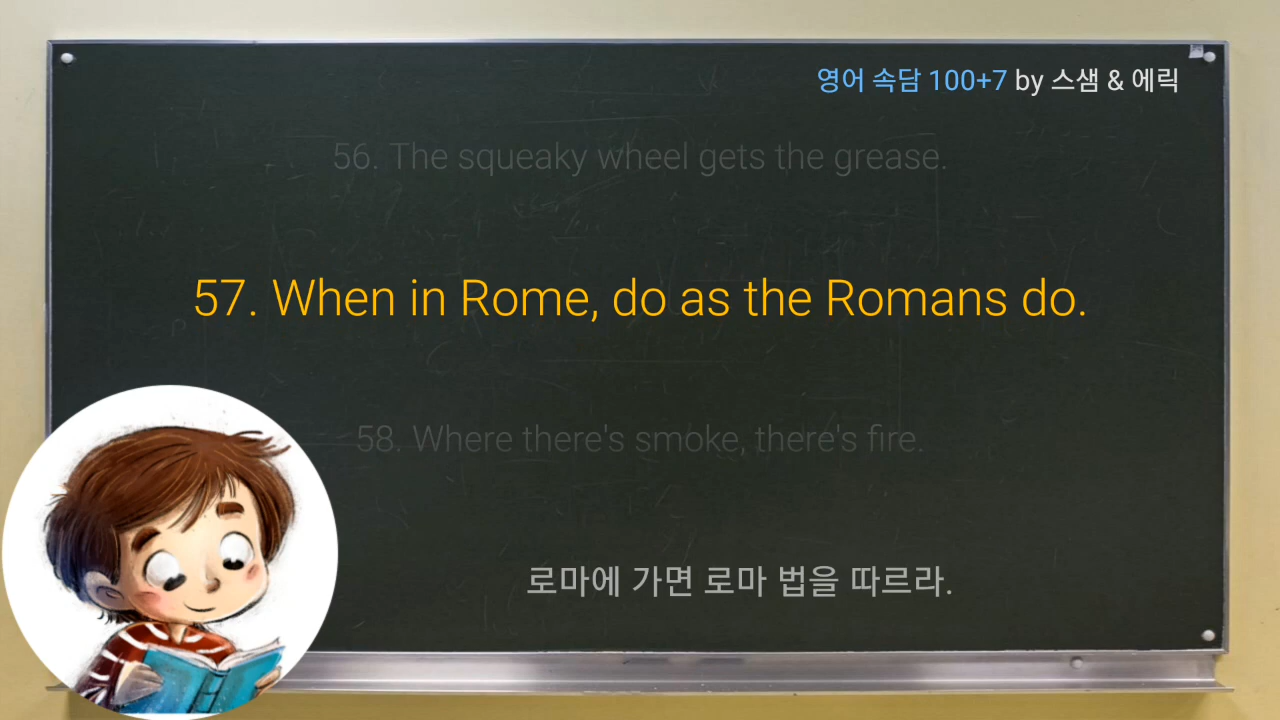 영어 속담 100+7 by 스샘 & 에릭
56. The squeaky wheel gets the grease.
57. When in Rome, do as the Romans do.
58. Where there's smoke, there's fire.
로마에 가면 로마 법을 따르라.